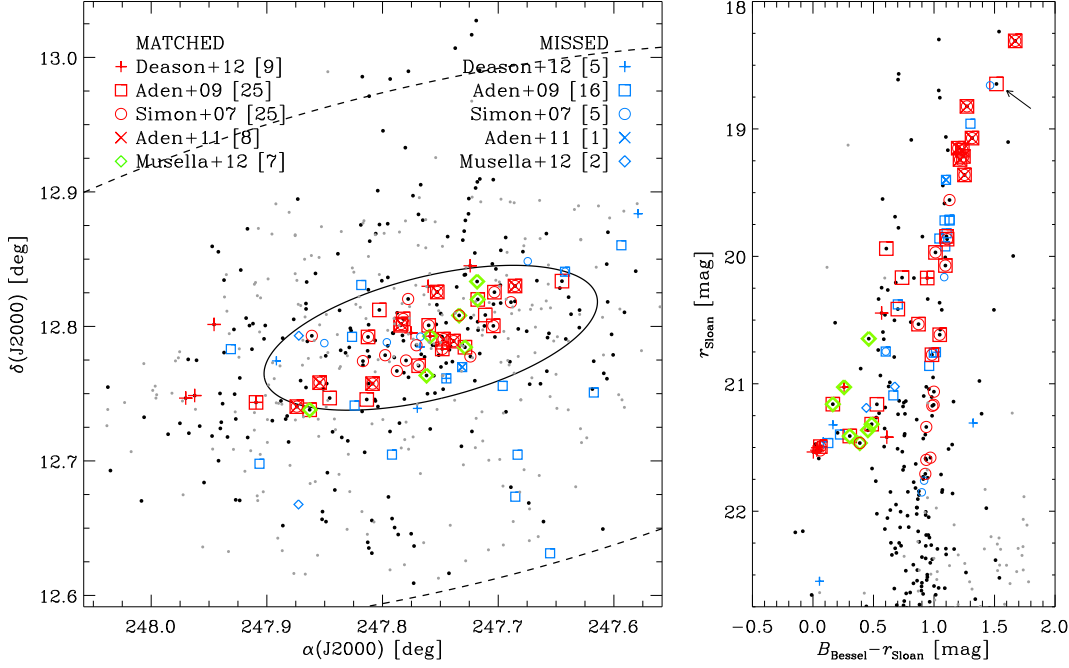 MATCHED MISSED
Deason+12 [9] Deason+12 [5]
Aden+09 [25] Aden+09 [16]
Simon+07 [25] Simon+07 [5]
Aden+11 [8] Aden+11 [1]
Musella+12 [7] Musella+12 [2]
13.0
12.9
12.8
12.7
12.6
δ(J2000) [deg]
248.0 247.9 247.8 247.7 247.6
α(J2000) [deg]
18
19
20
21
22
rSloan [mag]
−0.5 0.0 0.5 1.0 1.5 2.0
BBessel−rSloan [mag]